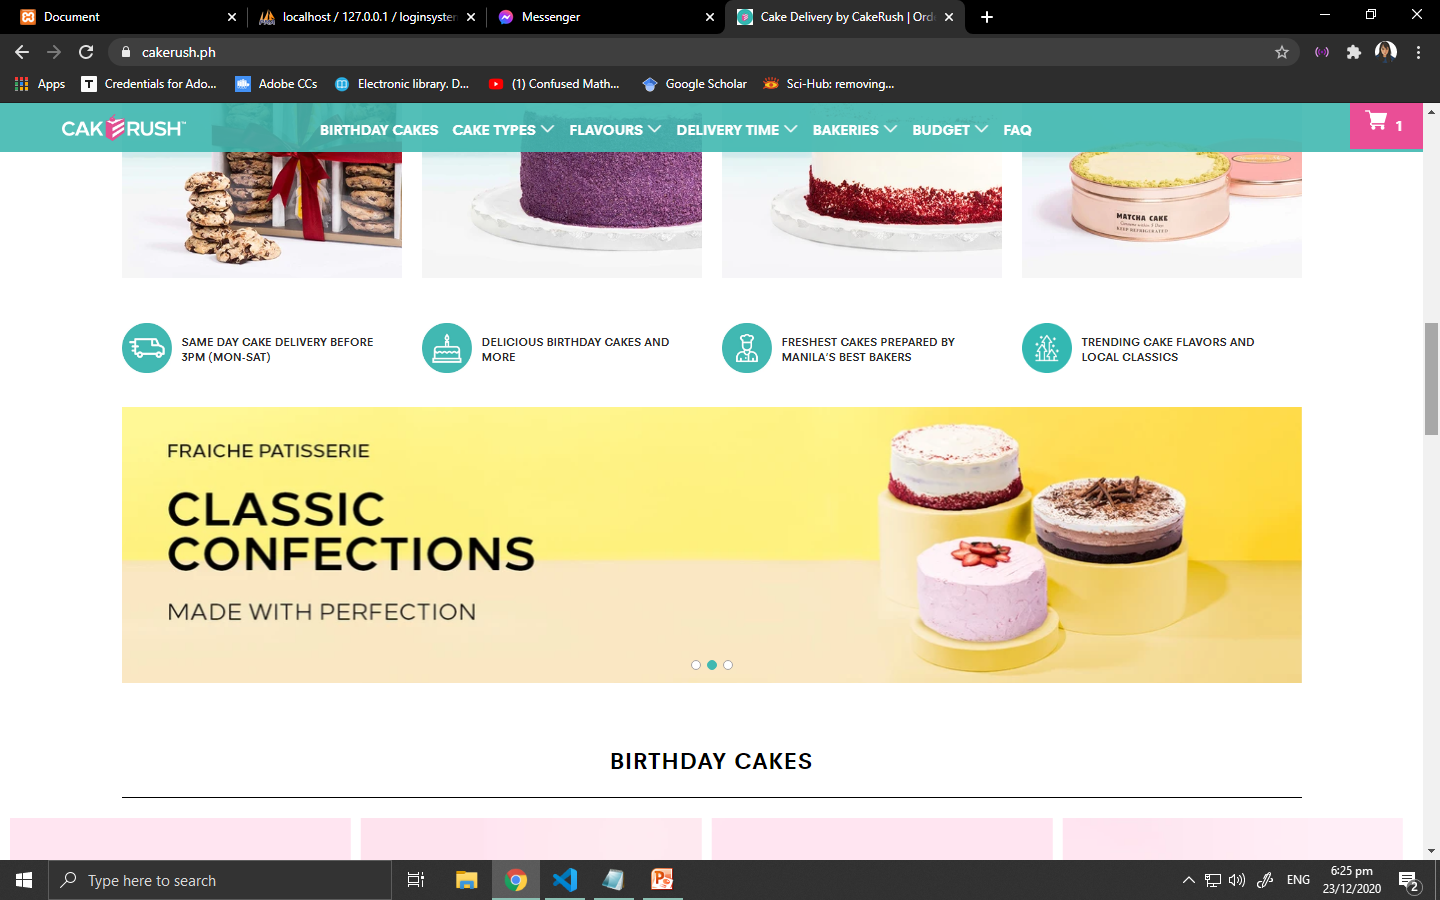 Document
localhost / 127.0.0.1 / loginsystem
Messenger
Cake Delivery by CakeRush | Ord
cakerush.ph
Apps
Credentials for Ado...
Adobe CCs
Electronic library. D...
(1) Confused Math...
Google Scholar
Sci-Hub: removing...
CAKERUSH™
BIRTHDAY CAKES
CAKE TYPES
FLAVOURS
DELIVERY TIME
BAKERIES
BUDGET
FAQ
1
MATCHA CAKE
KEEP REFRIGERATED
SAME DAY CAKE DELIVERY BEFORE
3PM (MON-SAT)
DELICIOUS BIRTHDAY CAKES AND
MORE
FRESHEST CAKES PREPARED BY
MANILA'S BEST BAKERS
TRENDING CAKE FLAVORS AND
LOCAL CLASSICS
FRAICHE PATISSERIE
CLASSIC
CONFECTIONS
MADE WITH PERFECTION
BIRTHDAY CAKES
Type here to search
ENG
6:25 pm
23/12/2020
2